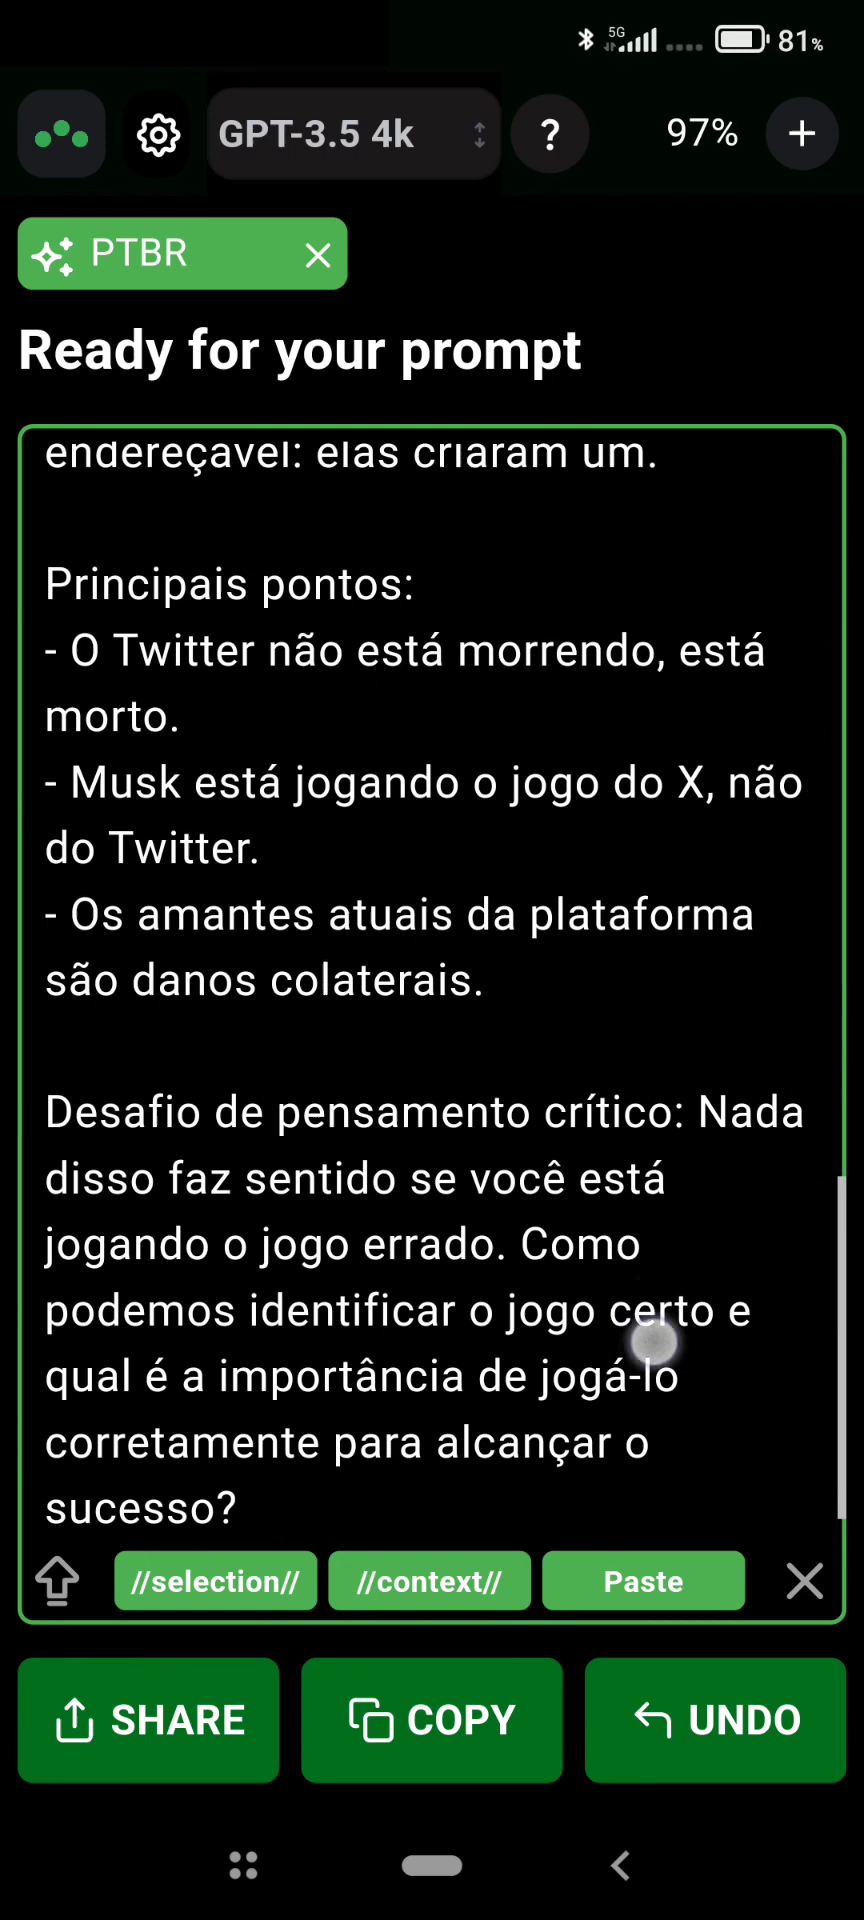 5G 81%
GPT-3.5 4k ? 97% +
PTBR
Ready for your prompt
endereçável: elas criaram um.
Principais pontos:
- O Twitter não está morrendo, está
morto.
- Musk está jogando o jogo do X, não
do Twitter.
- Os amantes atuais da plataforma
são danos colaterais.
Desafio de pensamento crítico: Nada
disso faz sentido se você está
jogando o jogo errado. Como
podemos identificar o jogo certo e
qual é a importância de jogá-lo
corretamente para alcançar o
sucesso?
//selection// //context// Paste
SHARE COPY UNDO